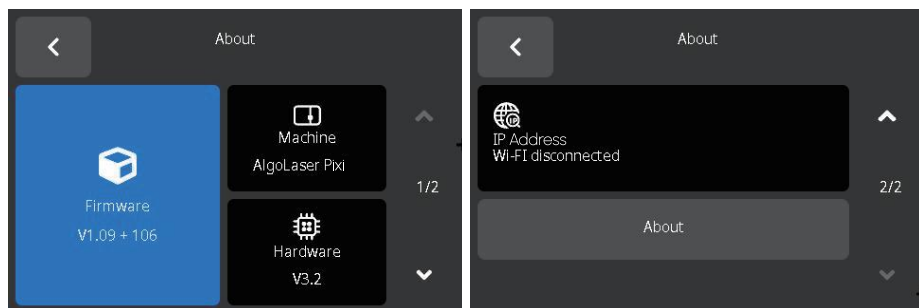 About
Firmware
V1.09 + 106
Machine
AlgoLaser Pixi
Hardware
V3.2
1/2
About
IP
IP Address
Wi-FI disconnected
2/2
About